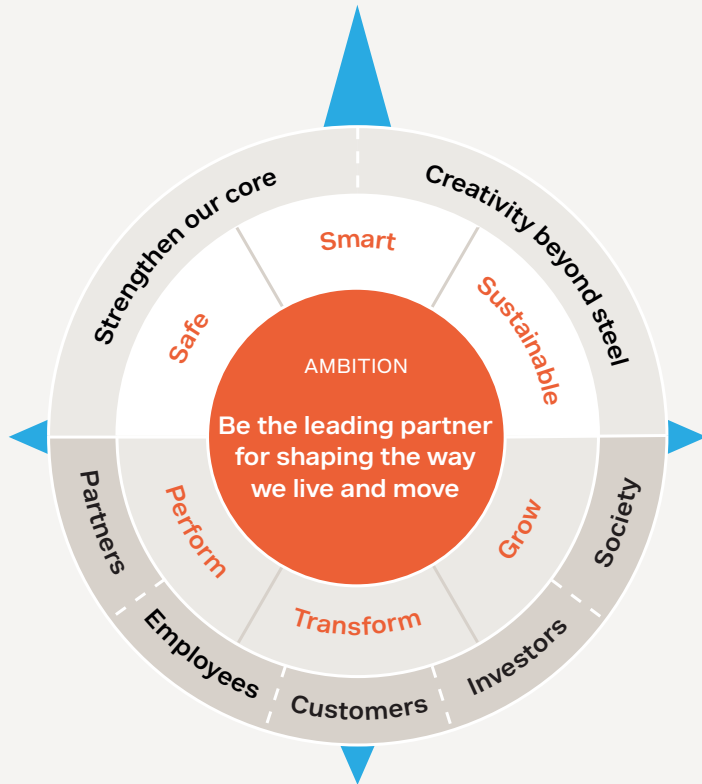 Strengthen our core
Creativity beyond steel
Safe
Smart
Sustainable
AMBITION
Be the leading partner
for shaping the way
we live and move
Perform
Transform
Grow
Partners
Employees
Customers
Investors
Society